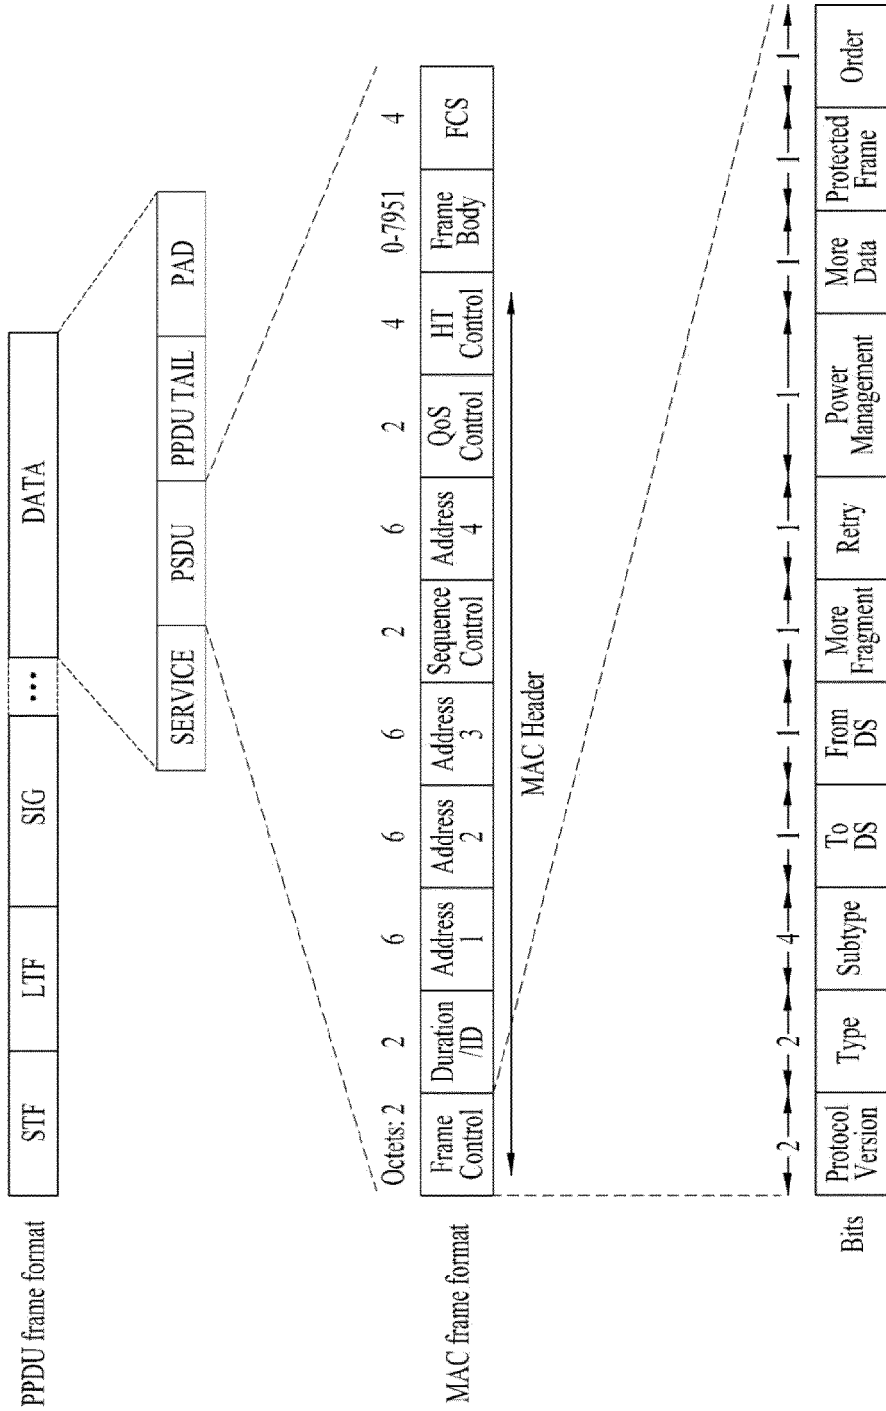 PPDU frame format
STF LTF SIG ••• DATA
SERVICE PSDU PPDU TAIL PAD
Octets: 2 2 6 6 6 2 6 2 4 0-7951 4
MAC frame format
Frame Duration Address Address Address Sequence Address QoS HT Frame FCS
Control /ID 1 2 3 Control 4 Control Control Body
MAC Header
2 2 4 1 1 1 1 1 1 1 1
Bits
Protocol Type Subtype To From More Retry Power More Protected Order
Version DS DS Fragment Management Data Frame